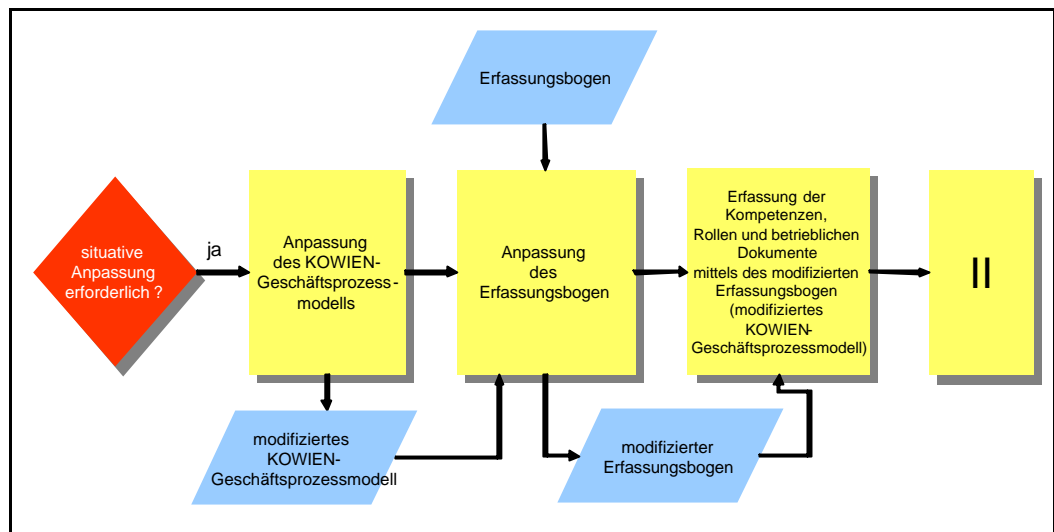 Erfassungsbogen
situative
Anpassung
erforderlich ?
ja
Anpassung
des KOWIEN-
Geschäftsprozess-
modells
Anpassung
des
Erfassungsbogen
Erfassung der
Kompetenzen,
Rollen und betrieblichen
Dokumente
mittels des modifizierten
Erfassungsbogen
(modifiziertes
KOWIEN-
Geschäftsprozessmodell)
II
modifiziertes
KOWIEN-
Geschäftsprozessmodell
modifizierter
Erfassungsbogen